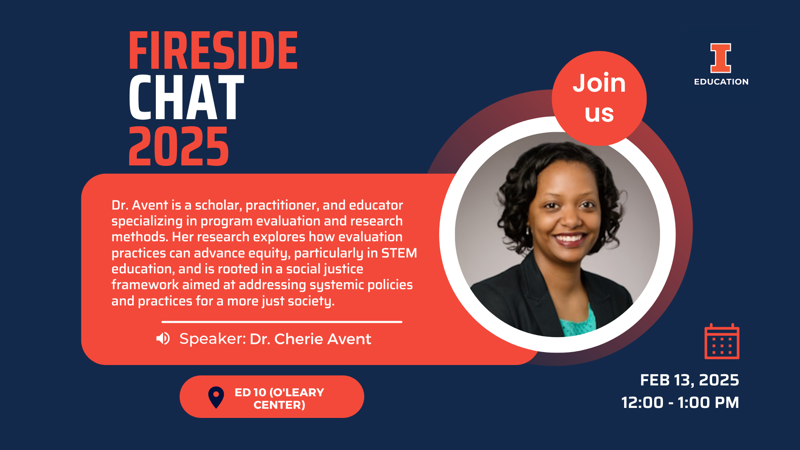 FIRESIDE
CHAT
2025
Join
us
I
EDUCATION
Dr. Avent is a scholar, practitioner, and educator
specializing in program evaluation and research
methods. Her research explores how evaluation
practices can advance equity, particularly in STEM
education, and is rooted in a social justice
framework aimed at addressing systemic policies
and practices for a more just society.
Speaker: Dr. Cherie Avent
ED 10 (O'LEARY
CENTER)
FEB 13, 2025
12:00 - 1:00 PM